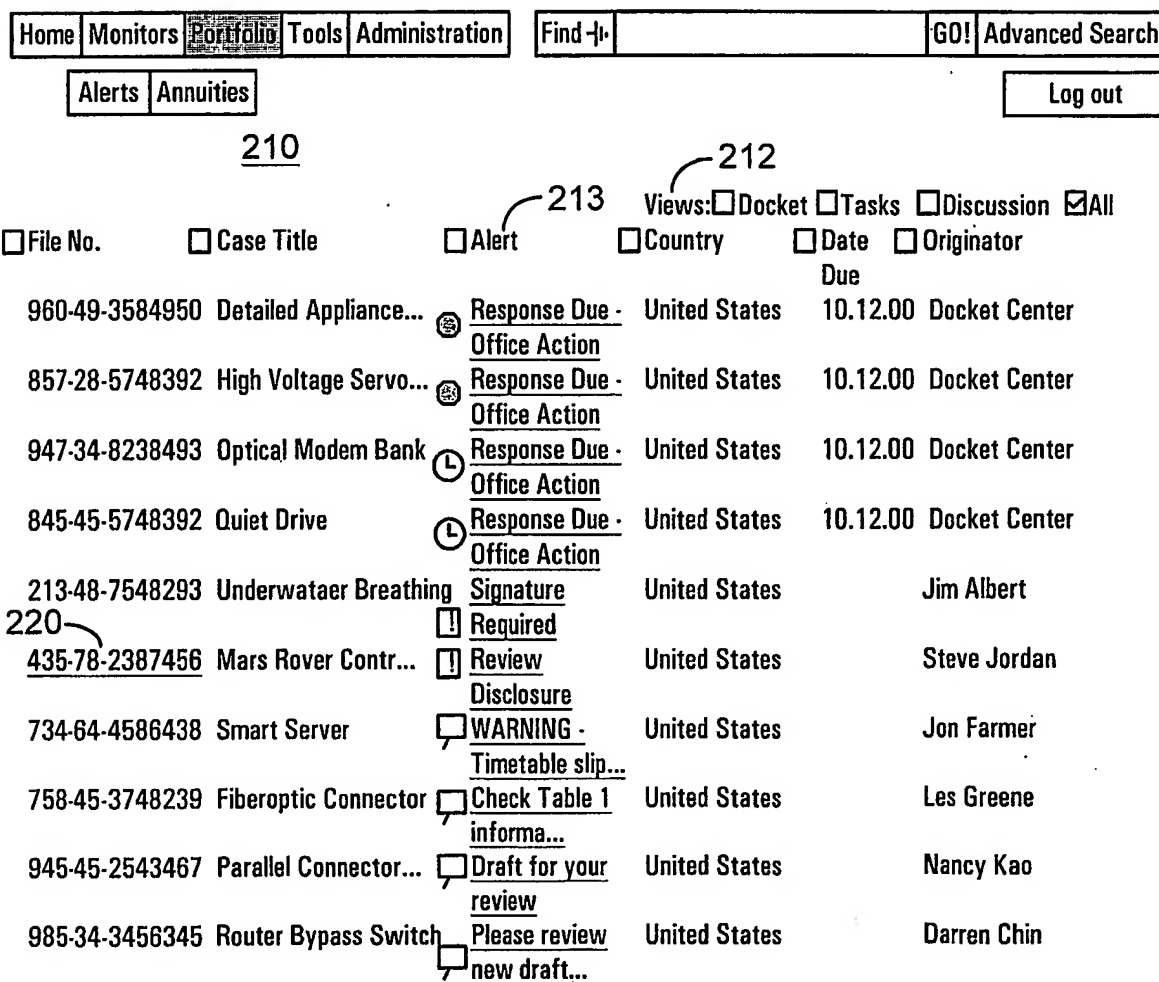 Home Monitors Portfolio Tools Administration Find GO! Advanced Search
Alerts Annuities Log out
210
212
213 Views: Docket Tasks Discussion All
File No. Case Title Alert Country Date Due Originator
960-49-3584950 Detailed Appliance... Response Due - United States 10.12.00 Docket Center
Office Action
857-28-5748392 High Voltage Servo... Response Due - United States 10.12.00 Docket Center
Office Action
947-34-8238493 Optical Modem Bank Response Due - United States 10.12.00 Docket Center
Office Action
845-45-5748392 Quiet Drive Response Due - United States 10.12.00 Docket Center
Office Action
213-48-7548293 Underwataer Breathing Signature United States Jim Albert
220 ! Required
435-78-2387456 Mars Rover Contr... ! Review United States Steve Jordan
Disclosure
734-64-4586438 Smart Server WARNING - United States Jon Farmer
Timetable slip...
758-45-3748239 Fiberoptic Connector Check Table 1 United States Les Greene
informa...
945-45-2543467 Parallel Connector... Draft for your United States Nancy Kao
review
985-34-3456345 Router Bypass Switch Please review United States Darren Chin
new draft...